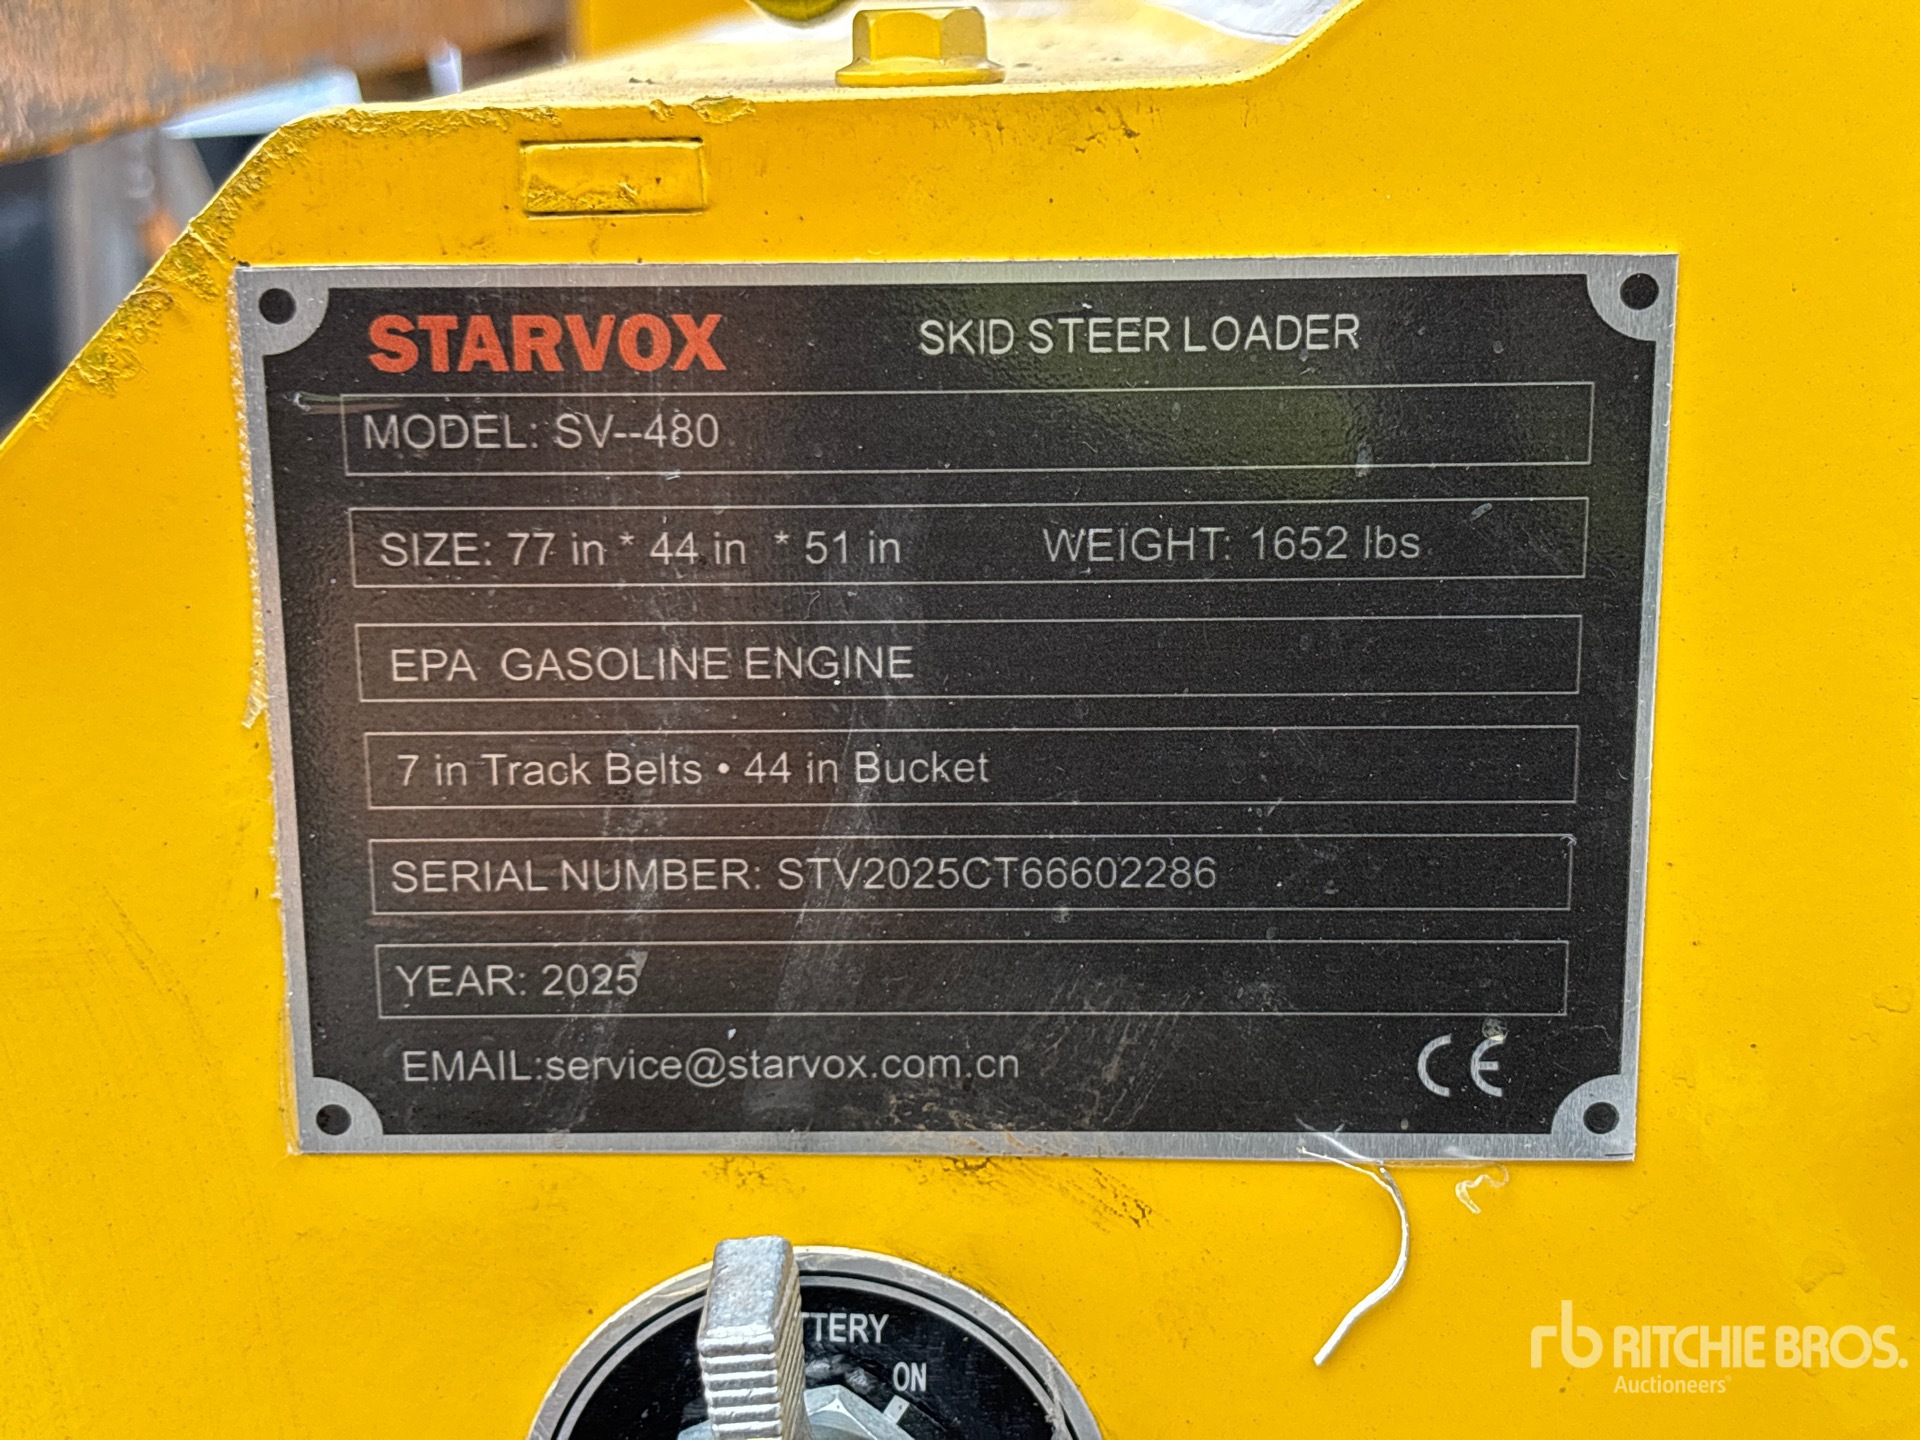 STARVOX SKID STEER LOADER
MODEL: SV--480
SIZE: 77 in * 44 in * 51 in WEIGHT: 1652 lbs
EPA GASOLINE ENGINE
7 in Track Belts • 44 in Bucket
SERIAL NUMBER: STV2025CT66602286
YEAR: 2025
EMAIL:service@starvox.com.cn CE
TTERY
ON
rb RITCHIE BROS.
Auctioneers